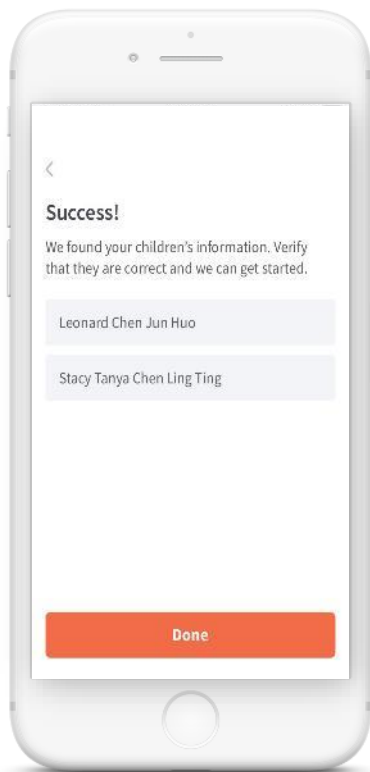 Success!
We found your children's information. Verify
that they are correct and we can get started.
Leonard Chen Jun Huo
Stacy Tanya Chen Ling Ting
Done